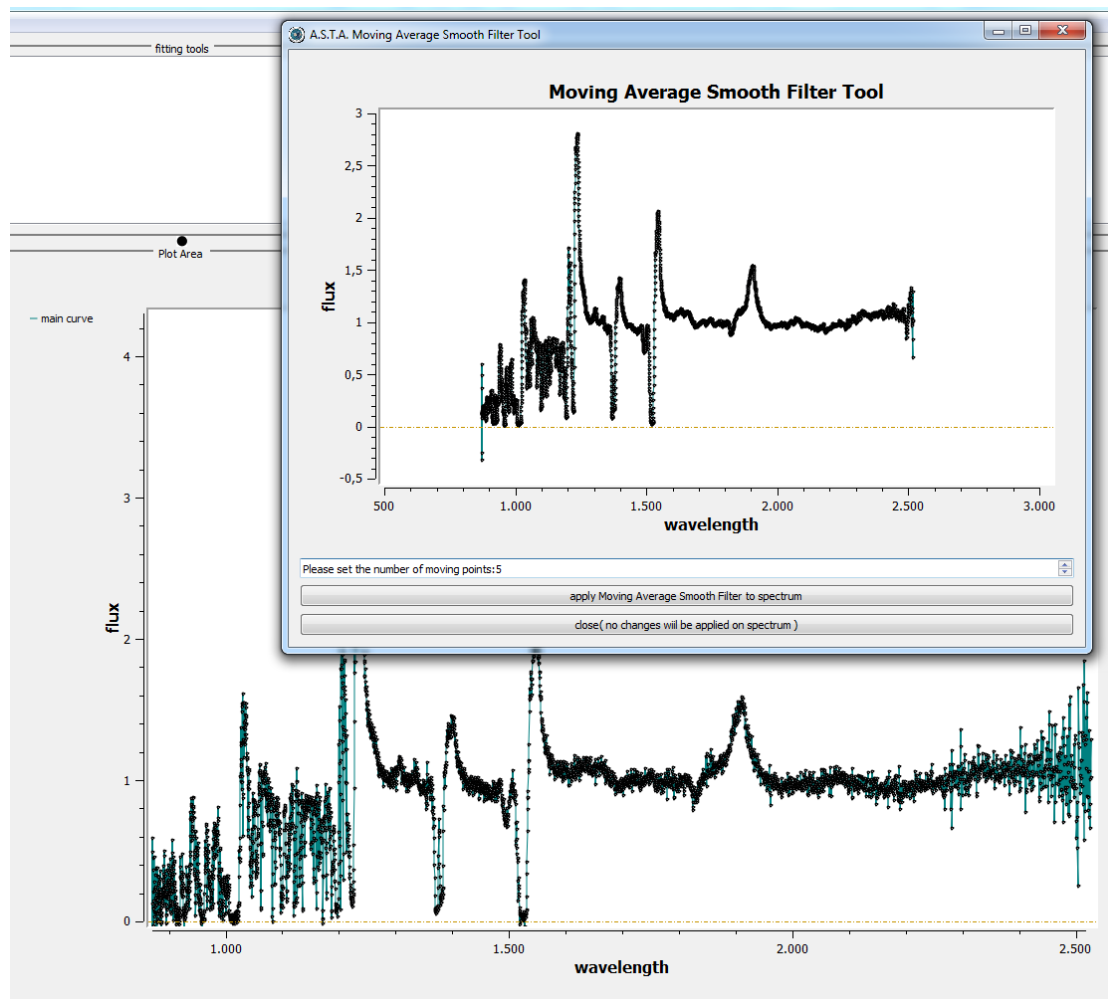 A.S.T.A. Moving Average Smooth Filter Tool
fitting tools
Moving Average Smooth Filter Tool
3
2,5
2
1,5
1
0,5
0
-0,5
flux
500
1.000
1.500
2.000
2.500
3.000
wavelength
Please set the number of moving points:5
apply Moving Average Smooth Filter to spectrum
close( no changes will be applied on spectrum )
Plot Area
main curve
4
3
2
1
0
flux
1.000
1.500
2.000
2.500
wavelength